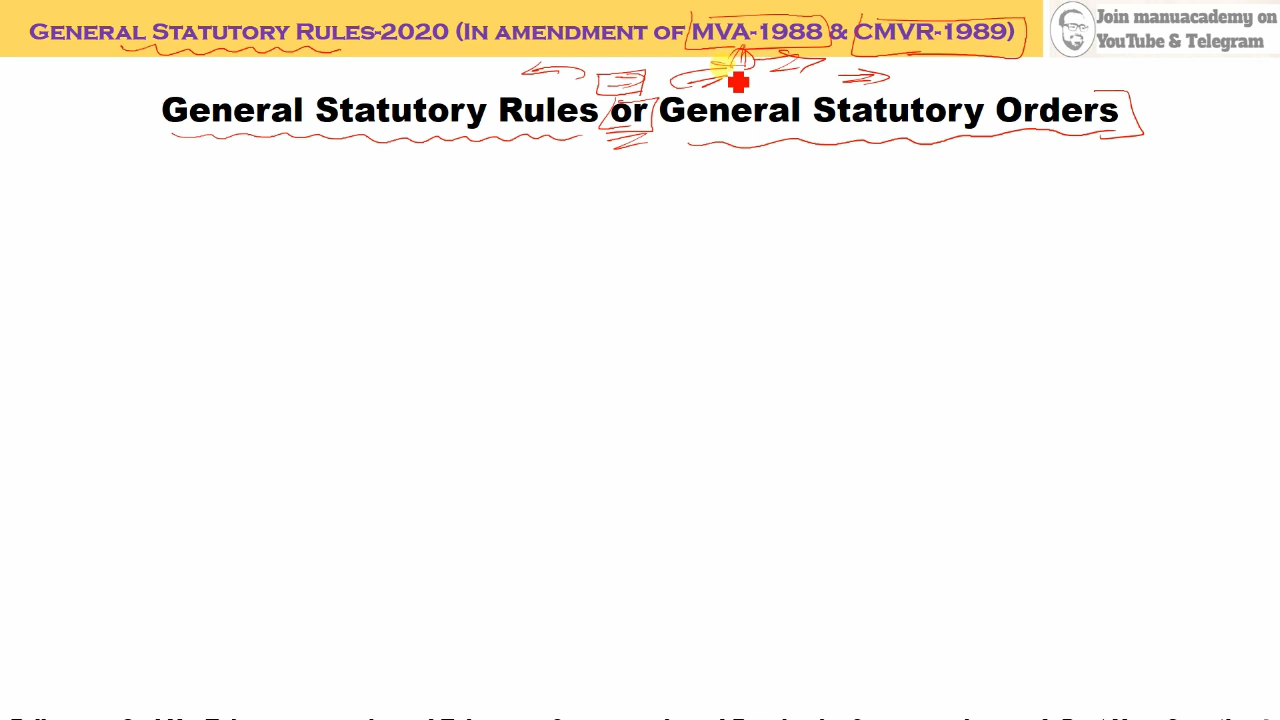 General Statutory Rules-2020 (In amendment of MVA-1988 & CMVR-1989)
Join manuacademy on
YouTube & Telegram
General Statutory Rules or General Statutory Orders